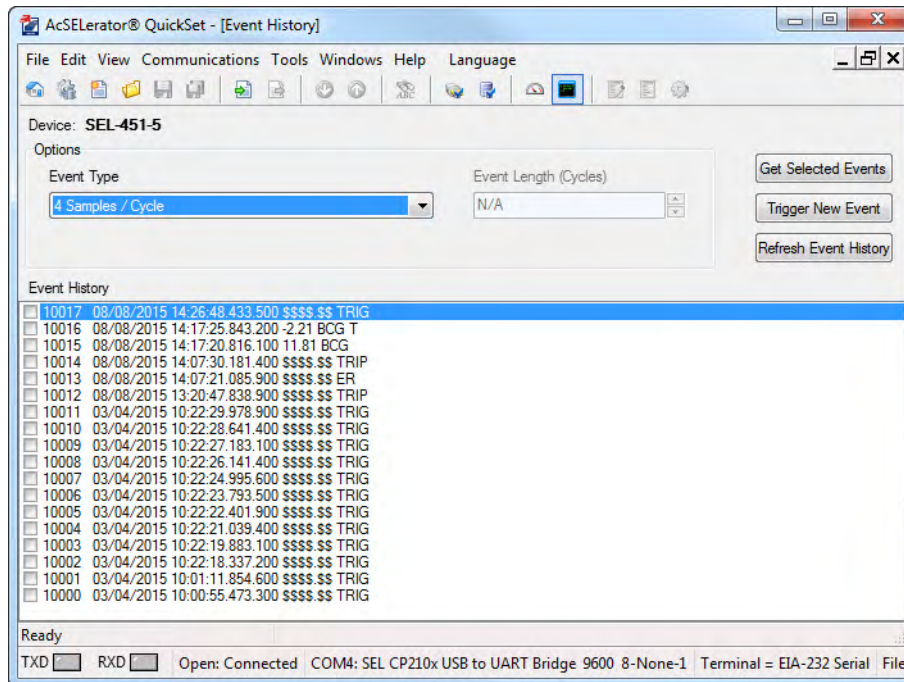 AcSELerator® QuickSet - [Event History]
File Edit View Communications Tools Windows Help Language
Device: SEL-451-5
Options
Event Type
Event Length (Cycles)
4 Samples / Cycle
N/A
Get Selected Events
Trigger New Event
Refresh Event History
Event History
10017 08/08/2015 14:26:48.433.500 $$$$.$$ TRIG
10016 08/08/2015 14:17:25.843.200 -2.21 BCG T
10015 08/08/2015 14:17:20.816.100 11.81 BCG
10014 08/08/2015 14:07:30.181.400 $$$$.$$ TRIP
10013 08/08/2015 14:07:21.085.900 $$$$.$$ ER
10012 08/08/2015 13:20:47.838.900 $$$$.$$ TRIP
10011 03/04/2015 10:22:29.978.900 $$$$.$$ TRIG
10010 03/04/2015 10:22:28.641.400 $$$$.$$ TRIG
10009 03/04/2015 10:22:27.183.100 $$$$.$$ TRIG
10008 03/04/2015 10:22:26.141.400 $$$$.$$ TRIG
10007 03/04/2015 10:22:24.995.600 $$$$.$$ TRIG
10006 03/04/2015 10:22:23.793.500 $$$$.$$ TRIG
10005 03/04/2015 10:22:22.401.900 $$$$.$$ TRIG
10004 03/04/2015 10:22:21.039.400 $$$$.$$ TRIG
10003 03/04/2015 10:22:19.883.100 $$$$.$$ TRIG
10002 03/04/2015 10:22:18.337.200 $$$$.$$ TRIG
10001 03/04/2015 10:01:11.854.600 $$$$.$$ TRIG
10000 03/04/2015 10:00:55.473.300 $$$$.$$ TRIG
Ready
TXD RXD Open: Connected COM4: SEL CP210x USB to UART Bridge 9600 8-None-1 Terminal = EIA-232 Serial File